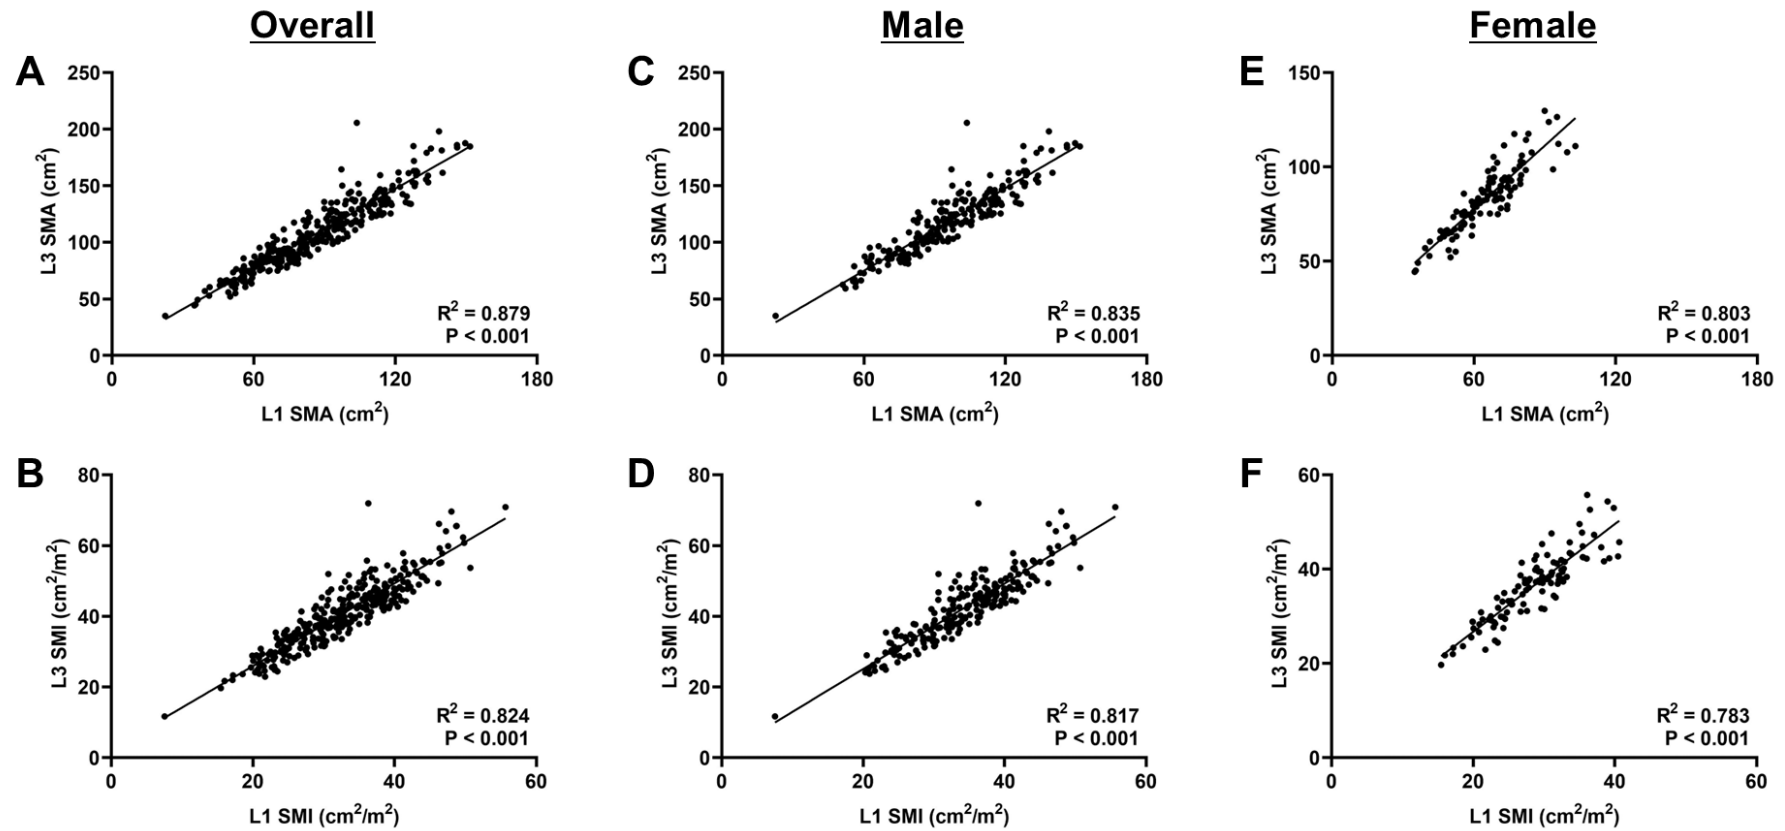 Overall
Male
Female
A
250
200
150
100
50
0
L3 SMA (cm²)
0 60 120 180
L1 SMA (cm²)
R² = 0.879
P < 0.001
C
250
200
150
100
50
0
L3 SMA (cm²)
0 60 120 180
L1 SMA (cm²)
R² = 0.835
P < 0.001
E
150
100
50
0
L3 SMA (cm²)
0 60 120 180
L1 SMA (cm²)
R² = 0.803
P < 0.001
B
80
60
40
20
0
L3 SMI (cm²/m²)
0 20 40 60
L1 SMI (cm²/m²)
R² = 0.824
P < 0.001
D
80
60
40
20
0
L3 SMI (cm²/m²)
0 20 40 60
L1 SMI (cm²/m²)
R² = 0.817
P < 0.001
F
60
40
20
0
L3 SMI (cm²/m²)
0 20 40 60
L1 SMI (cm²/m²)
R² = 0.783
P < 0.001